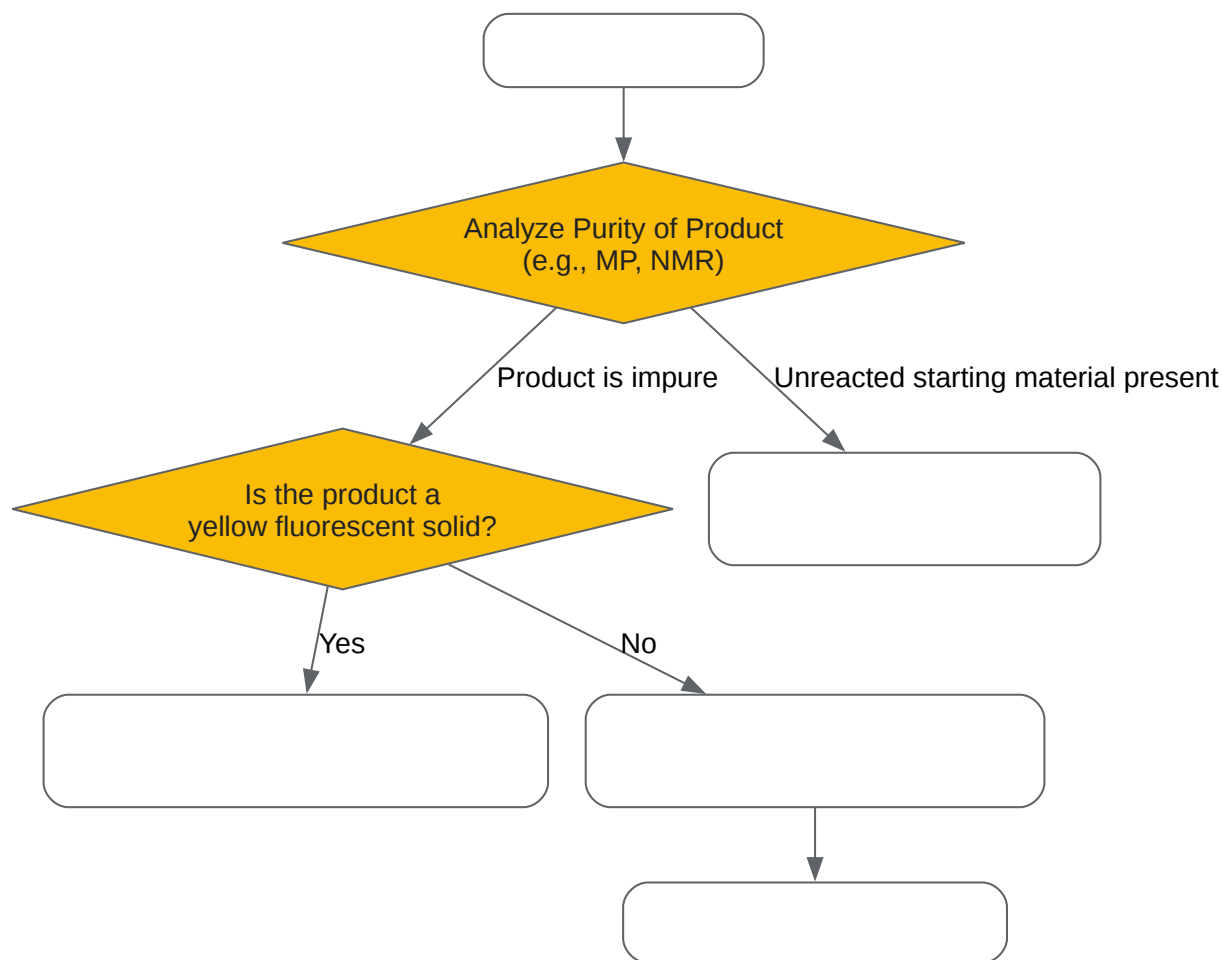 Analyze Purity of Product
(e.g., MP, NMR)
Product is impure
Unreacted starting material present
Is the product a
yellow fluorescent solid?
Yes
No